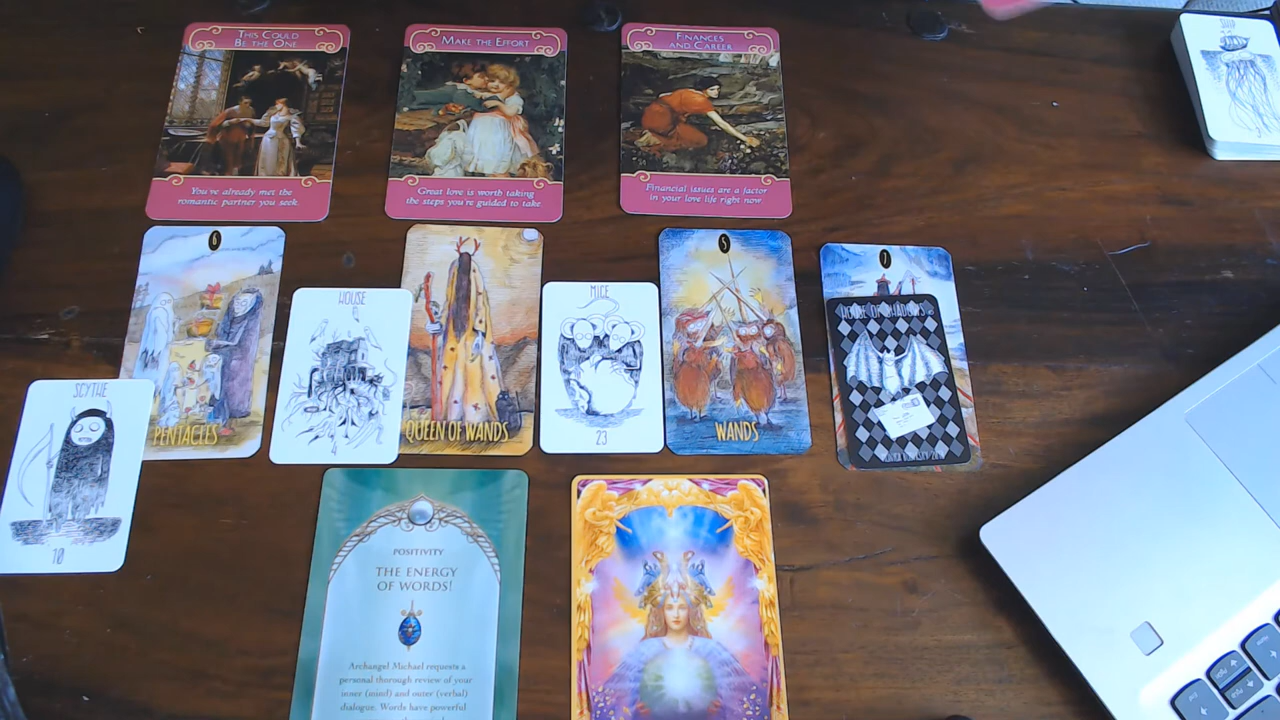 THIS COULD
BE THE ONE
You've already met the
romantic partner you seek.
MAKE THE EFFORT
Great love is worth taking
the steps you're guided to take.
FINANCES
AND CAREER
Financial issues are a factor
in your love life right now
SHIP
6
PENTACLES
HOUSE
4
QUEEN OF WANDS
MICE
23
5
WANDS
7
HOUSE OF SHADOWS
SCYTHE
10
POSITIVITY
THE ENERGY
OF WORDS!
Archangel Michael requests a
personal thorough review of your
inner (mind) and outer (verbal)
dialogue. Words have powerful